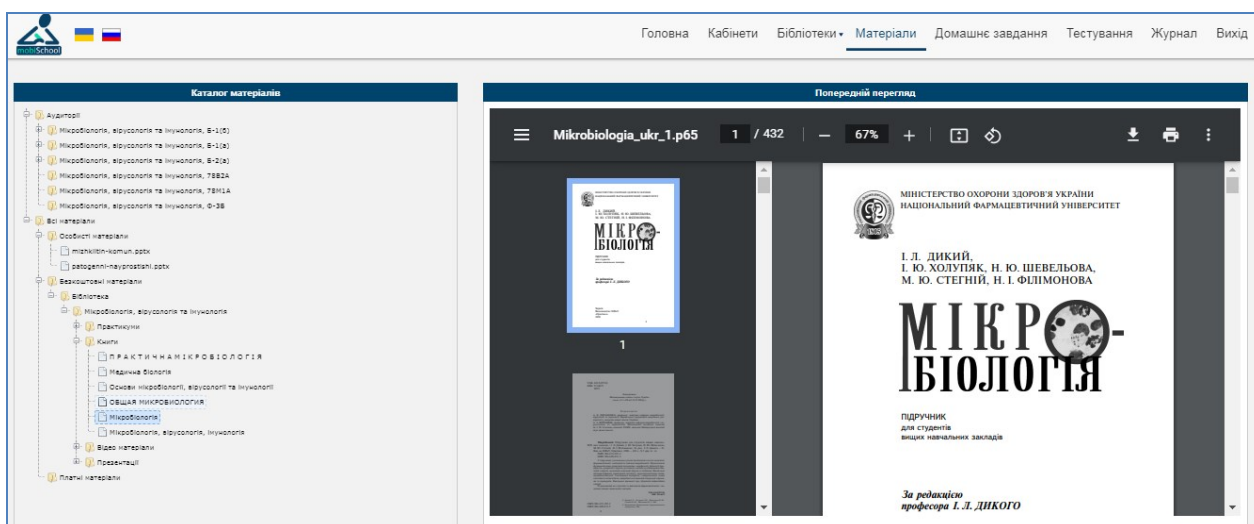 mobiSchool
Головна Кабінети Бібліотеки Матеріали Домашнє завдання Тестування Журнал Вихід
Каталог матеріалів
Аудиторії
Мікробіологія, вірусологія та імунологія, Б-1(б)
Мікробіологія, вірусологія та імунологія, Б-1(а)
Мікробіологія, вірусологія та імунологія, Б-2(а)
Мікробіологія, вірусологія та імунологія, 78В2А
Мікробіологія, вірусологія та імунологія, 78М1А
Мікробіологія, вірусологія та імунологія, Ф-3В
Всі матеріали
Особисті матеріали
mizhklitin-komun.pptx
patogenni-nayprostishi.pptx
Безкоштовні матеріали
Бібліотека
Мікробіологія, вірусологія та імунологія
Практикуми
Книги
П Р А К Т И Ч Н А М І К Р О Б І О Л О Г І Я
Медична біологія
Основи мікробіології, вірусології та імунології
ОБЩАЯ МИКРОБИОЛОГИЯ
Мікробіологія
Мікробіологія, вірусологія, імунологія
Відео матеріали
Презентації
Платні матеріали
Попередній перегляд
Mikrobiologia_ukr_1.p65 1 / 432 67%
МІКРО-
БІОЛОГІЯ
1
МІНІСТЕРСТВО ОХОРОНИ ЗДОРОВ'Я УКРАЇНИ
НАЦІОНАЛЬНИЙ ФАРМАЦЕВТИЧНИЙ УНІВЕРСИТЕТ
І. Л. ДИКИЙ,
І. Ю. ХОЛУПЯК, Н. Ю. ШЕВЕЛЬОВА,
М. Ю. СТЕГНІЙ, Н. І. ФІЛІМОНОВА
МІКРО-
БІОЛОГІЯ
ПІДРУЧНИК
для студентів
вищих навчальних закладів
За редакцією
професора І. Л. ДИКОГО